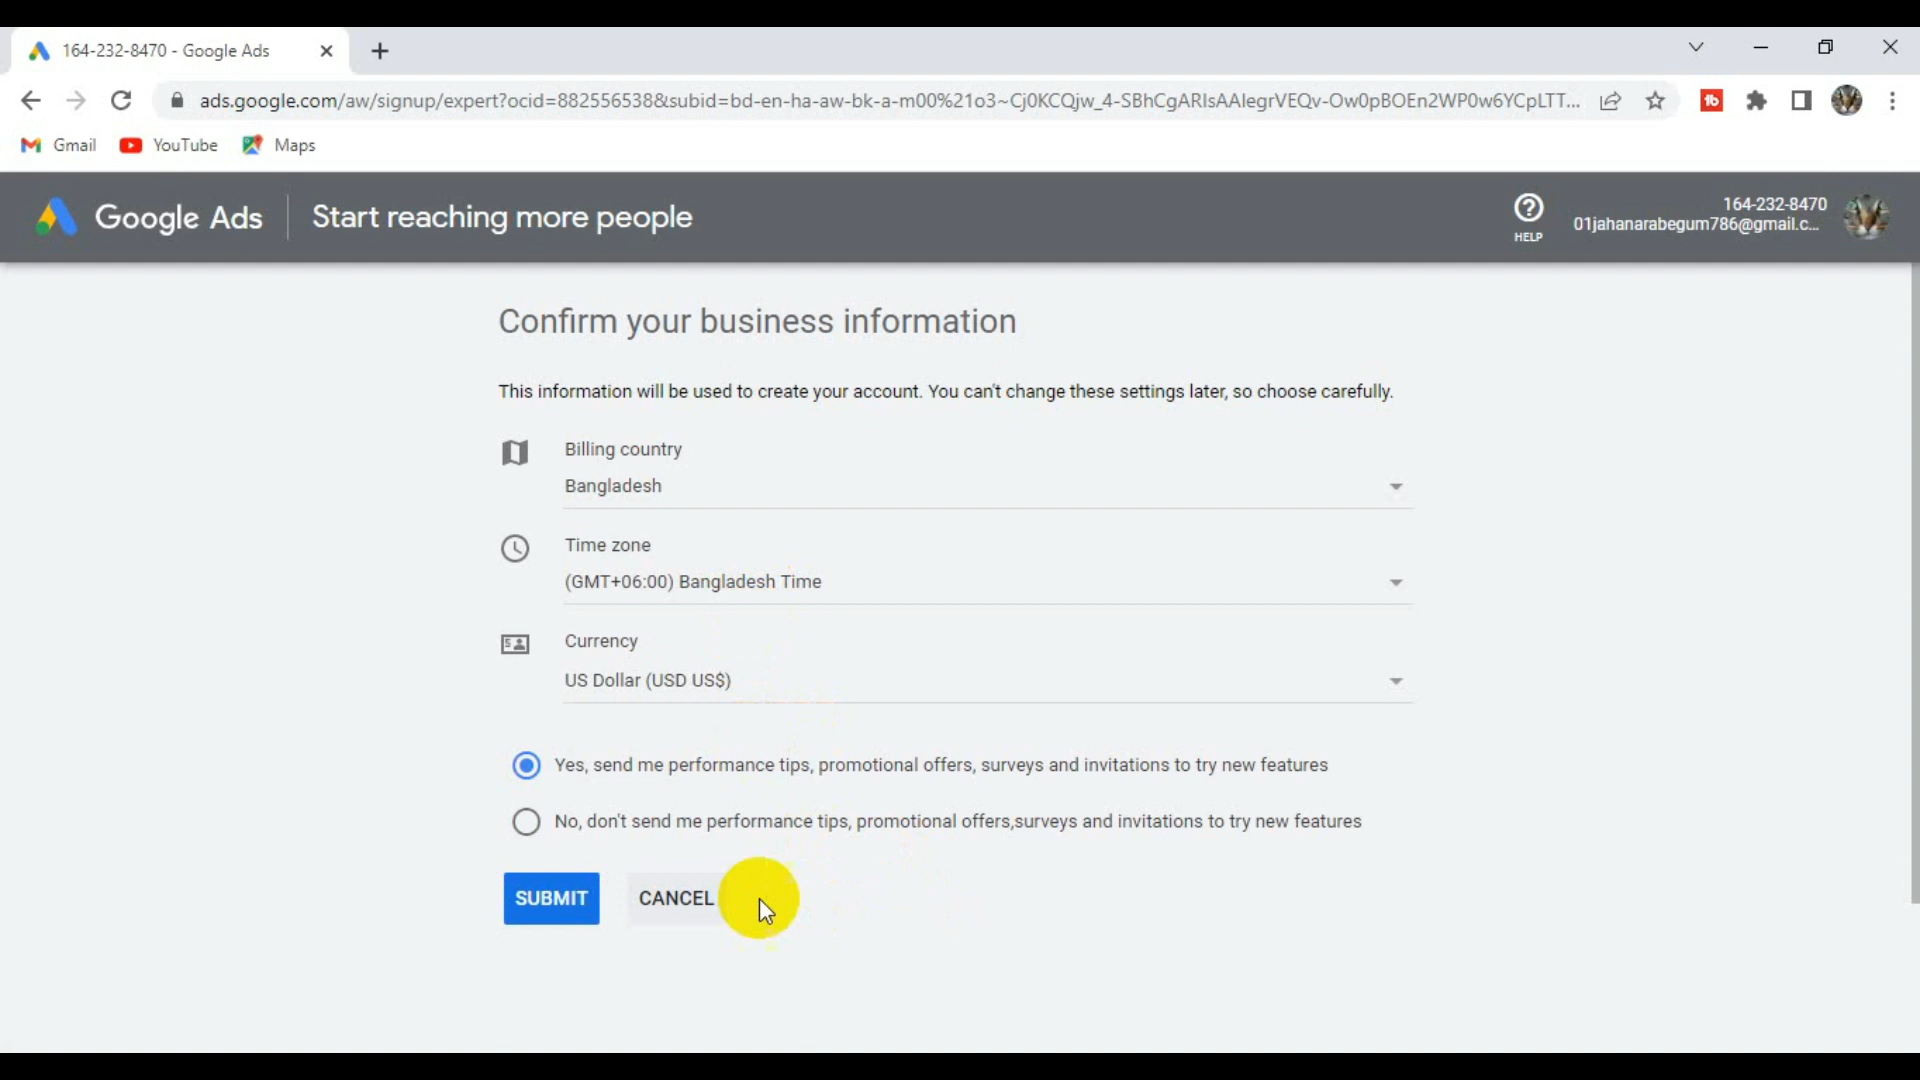 164-232-8470 - Google Ads
ads.google.com/aw/signup/expert?ocid=882556538&subid=bd-en-ha-aw-bk-a-m00%21o3~Cj0KCQjw_4-SBhCgARIsAAlegrVEQv-Ow0pBOEn2WP0w6YCpLTT...
Gmail YouTube Maps
Google Ads Start reaching more people
HELP
164-232-8470
01jahanarabegum786@gmail.c...
Confirm your business information
This information will be used to create your account. You can't change these settings later, so choose carefully.
Billing country
Bangladesh
Time zone
(GMT+06:00) Bangladesh Time
Currency
US Dollar (USD US$)
Yes, send me performance tips, promotional offers, surveys and invitations to try new features
No, don't send me performance tips, promotional offers,surveys and invitations to try new features
SUBMIT CANCEL